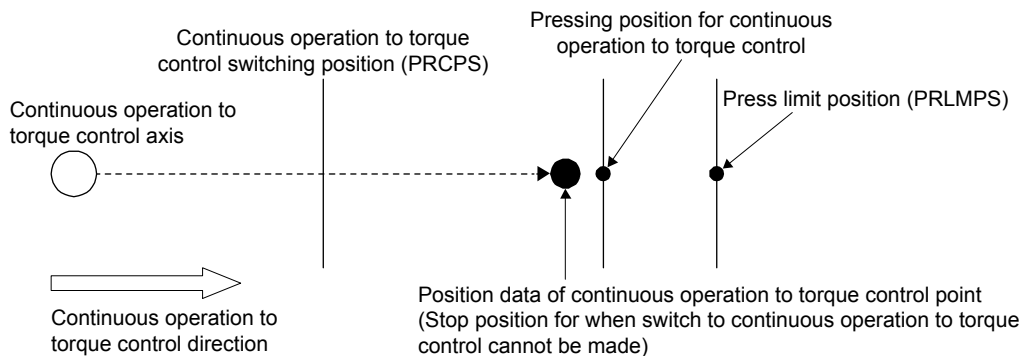 Continuous operation to torque
control switching position (PRCPS)
Pressing position for continuous
operation to torque control
Press limit position (PRLMPS)
Continuous operation to
torque control axis
Continuous operation to
torque control direction
Position data of continuous operation to torque control point
(Stop position for when switch to continuous operation to torque
control cannot be made)